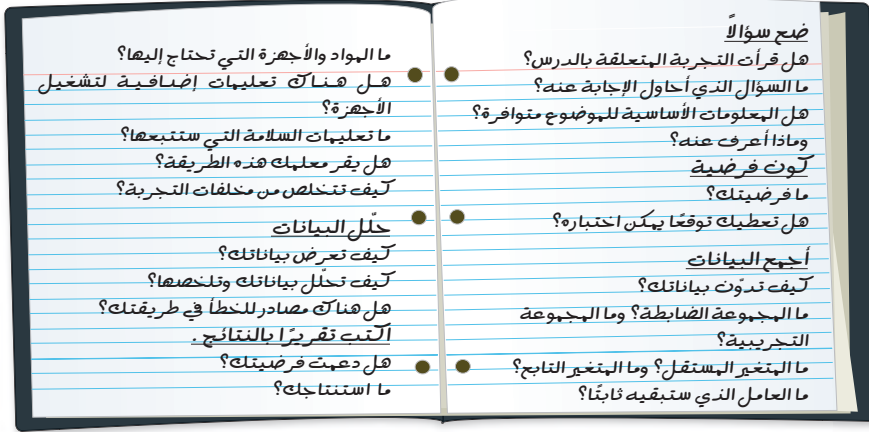 ضع سؤالاً
هل قرأت التجربة المتعلقة بالدرس؟
ما السؤال الذي أحاول الإجابة عنه؟
هل المعلومات الأساسية للموضوع متوافرة؟
وماذا أعرف عنه؟
كون فرضية
ما فرضيتك؟
هل تعطيك توقعًا يمكن اختباره؟
أجمع البيانات
كيف تدوّن بياناتك؟
ما المجموعة الضابطة؟ وما المجموعة
التجريبية؟
ما المتغير المستقل؟ وما المتغير التابع؟
ما العامل الذي ستبقيه ثابتًا؟
ما المواد والأجهزة التي تحتاج إليها؟
هل هناك تعليمات إضافية لتشغيل
الأجهزة؟
ما تعليمات السلامة التي ستتبعها؟
هل يقر معلمك هذه الطريقة؟
كيف تتخلص من مخلفات التجربة؟
حلّل البيانات
كيف تعرض بياناتك؟
كيف تحلّل بياناتك وتلخصها؟
هل هناك مصادر للخطأ في طريقتك؟
اكتب تقريرًا بالنتائج.
هل دعمت فرضيتك؟
ما استنتاجك؟